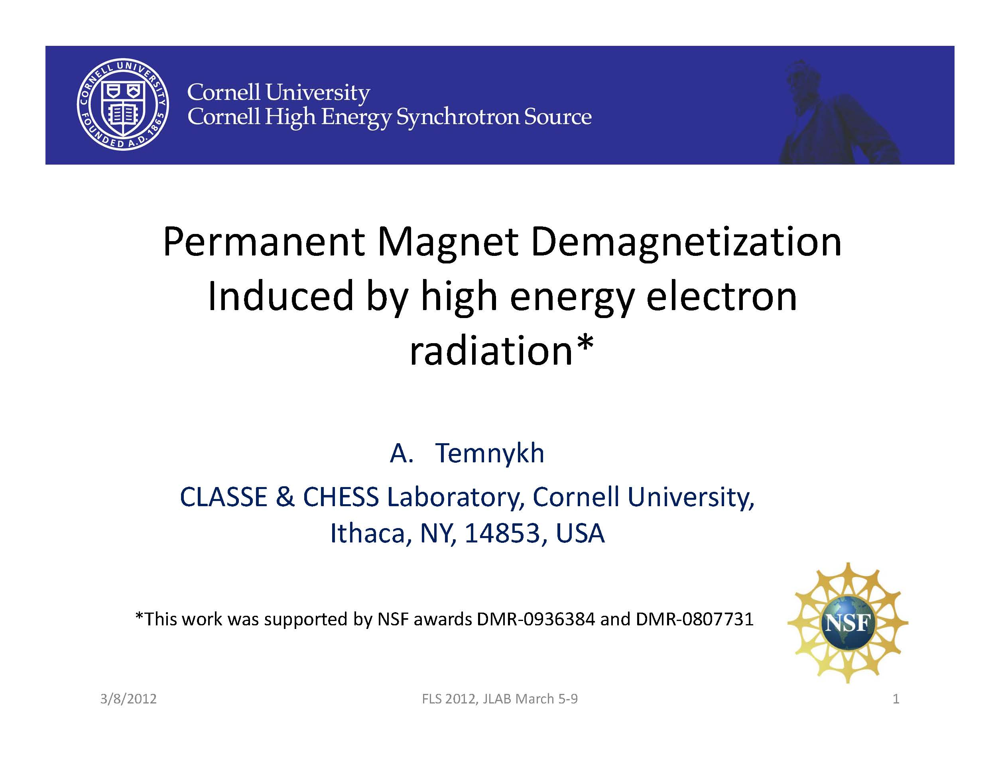 CORNELL UNIVERSITY
FOUNDED A.D. 1865
Cornell University
Cornell High Energy Synchrotron Source
Permanent Magnet Demagnetization
Induced by high energy electron
radiation*
A. Temnykh
CLASSE & CHESS Laboratory, Cornell University,
Ithaca, NY, 14853, USA
*This work was supported by NSF awards DMR-0936384 and DMR-0807731
NSF
3/8/2012
FLS 2012, JLAB March 5-9
1